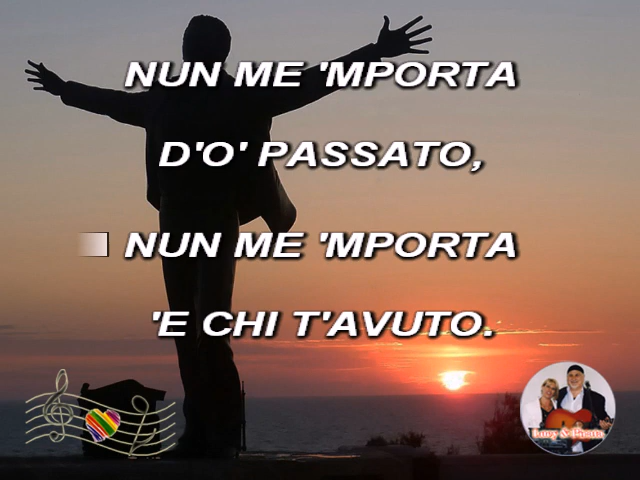 NUN ME 'MPORTA
D'O' PASSATO,
NUN ME 'MPORTA
'E CHI T'AVUTO.